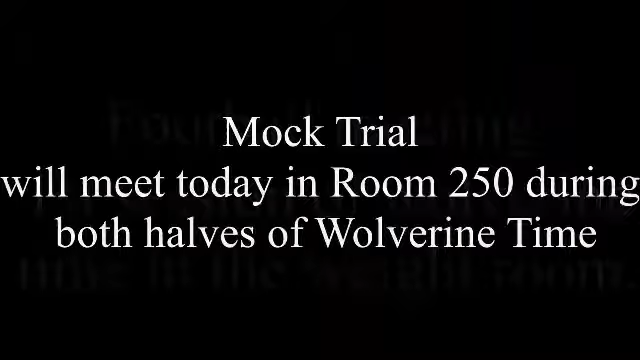 Mock Trial
will meet today in Room 250 during
both halves of Wolverine Time